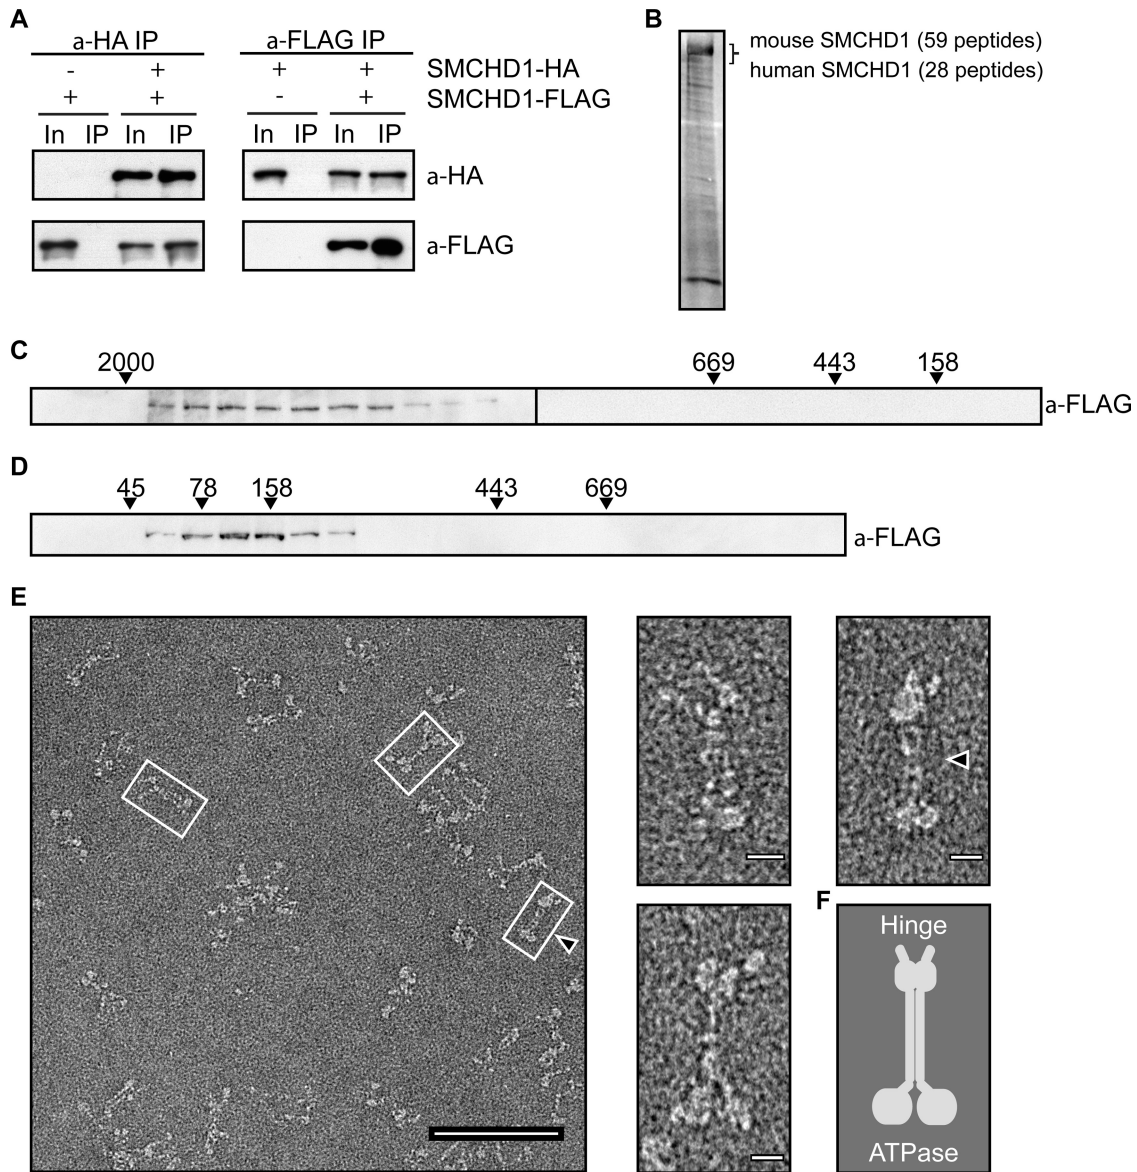 A
a-HA IP
a-FLAG IP
- + + + SMCHD1-HA
+ + - + SMCHD1-FLAG
In IP In IP In IP In IP
a-HA
a-FLAG
B
mouse SMCHD1 (59 peptides)
human SMCHD1 (28 peptides)
C
2000 669 443 158
a-FLAG
D
45 78 158 443 669
a-FLAG
E
F
Hinge
ATPase